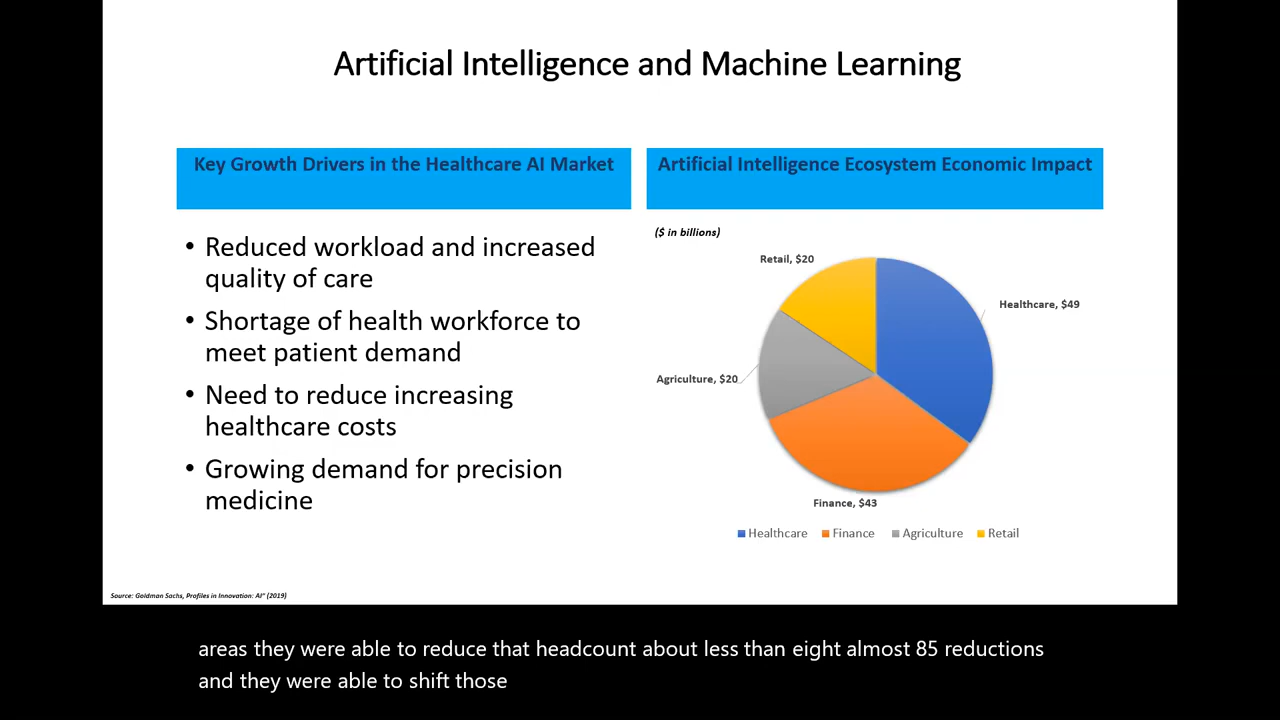 Artificial Intelligence and Machine Learning
Key Growth Drivers in the Healthcare AI Market
• Reduced workload and increased
quality of care
• Shortage of health workforce to
meet patient demand
• Need to reduce increasing
healthcare costs
• Growing demand for precision
medicine
Artificial Intelligence Ecosystem Economic Impact
($ in billions)
Retail, $20
Healthcare, $49
Agriculture, $20
Finance, $43
Healthcare Finance Agriculture Retail
Source: Goldman Sachs, Profiles in Innovation: AI" (2019)
areas they were able to reduce that headcount about less than eight almost 85 reductions
and they were able to shift those